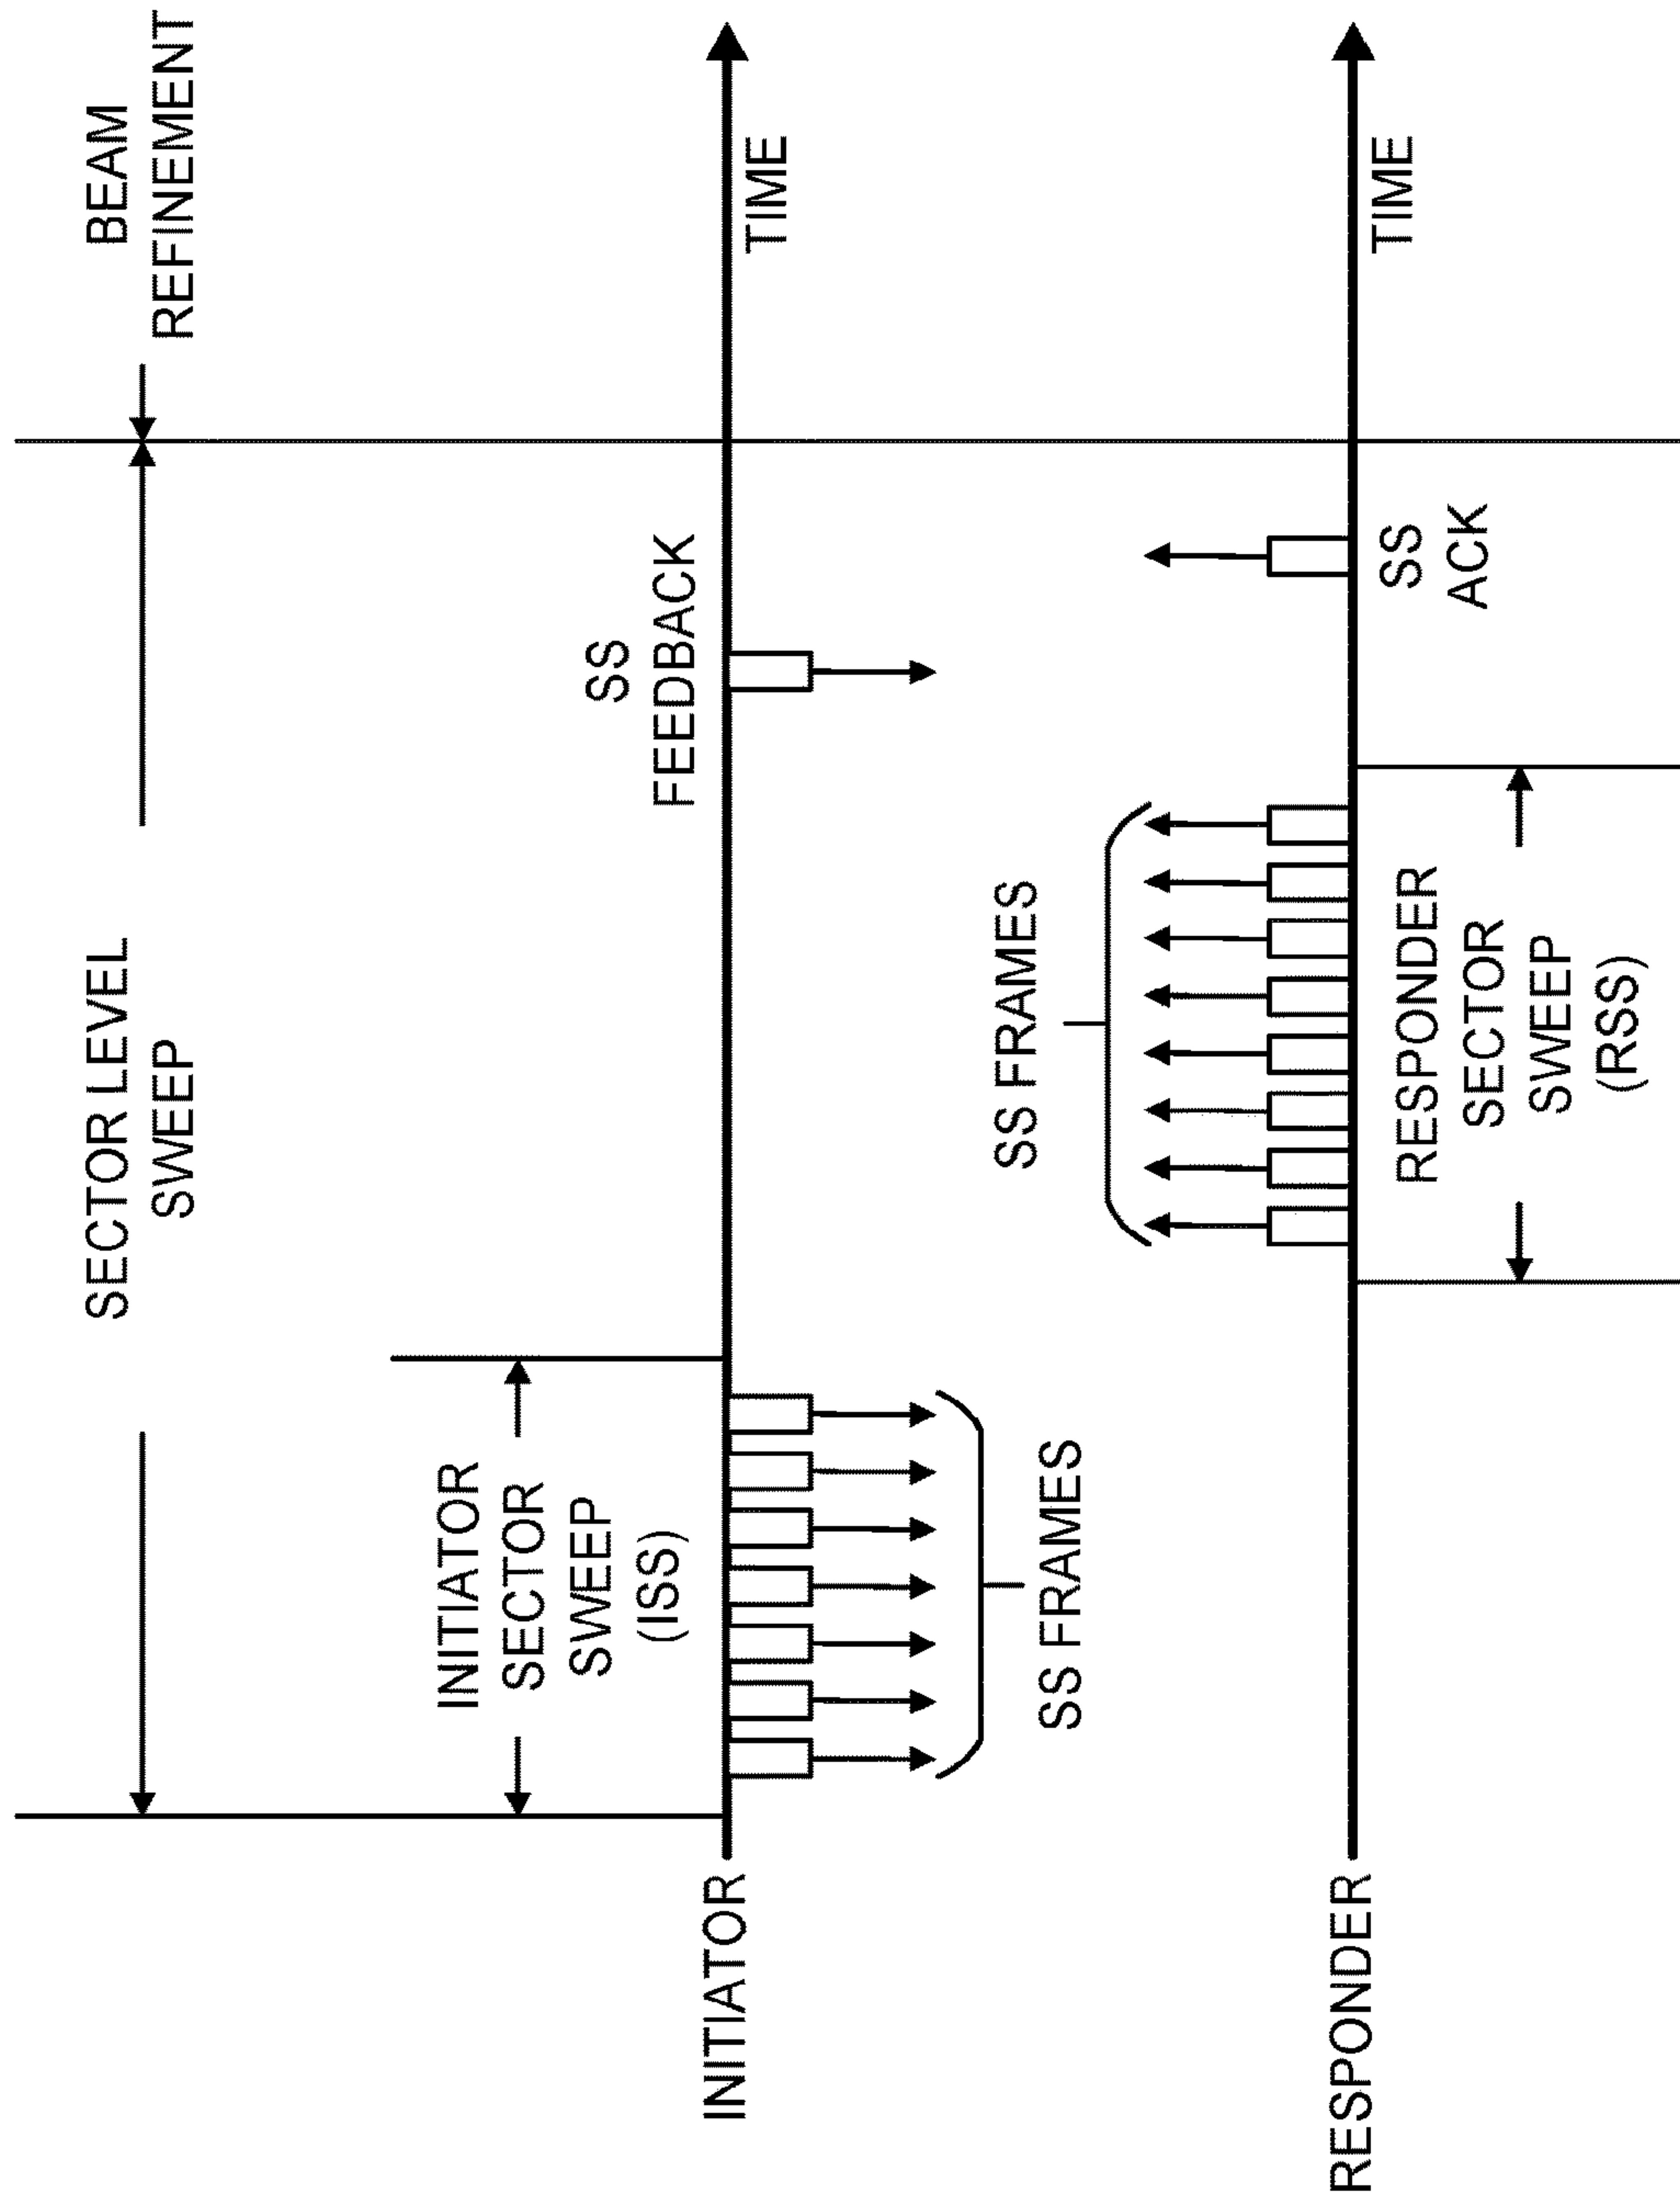 SECTOR LEVEL
SWEEP
BEAM
REFINEMENT
INITIATOR
SECTOR
SWEEP
(ISS)
SS
FEEDBACK
INITIATOR
TIME
SS FRAMES
SS FRAMES
RESPONDER
TIME
RESPONDER
SECTOR
SWEEP
(RSS)
SS
ACK